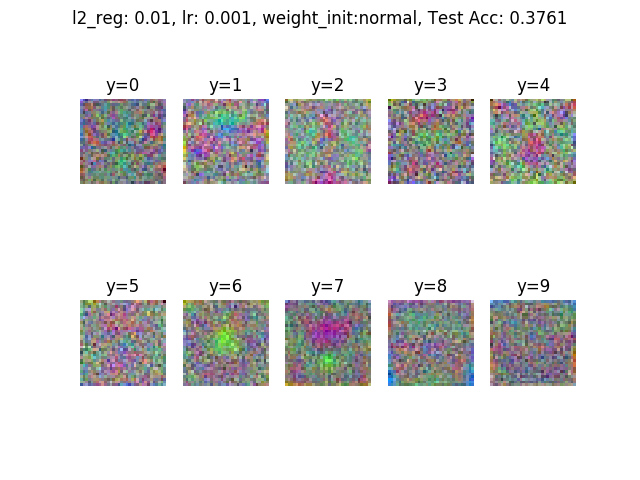 l2_reg: 0.01, lr: 0.001, weight_init:normal, Test Acc: 0.3761
y=0 y=1 y=2 y=3 y=4
y=5 y=6 y=7 y=8 y=9